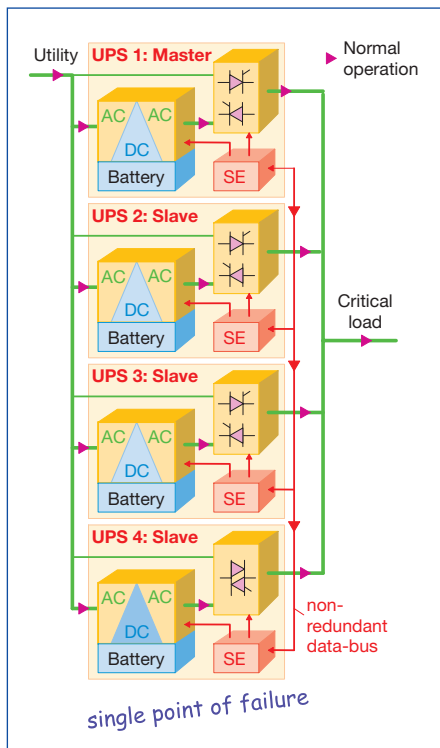 Utility
UPS 1: Master
Normal
operation
AC AC
DC
Battery
SE
UPS 2: Slave
AC AC
DC
Battery
SE
Critical
load
UPS 3: Slave
AC AC
DC
Battery
SE
UPS 4: Slave
AC AC
DC
Battery
SE
non-
redundant
data-bus
single point of failure